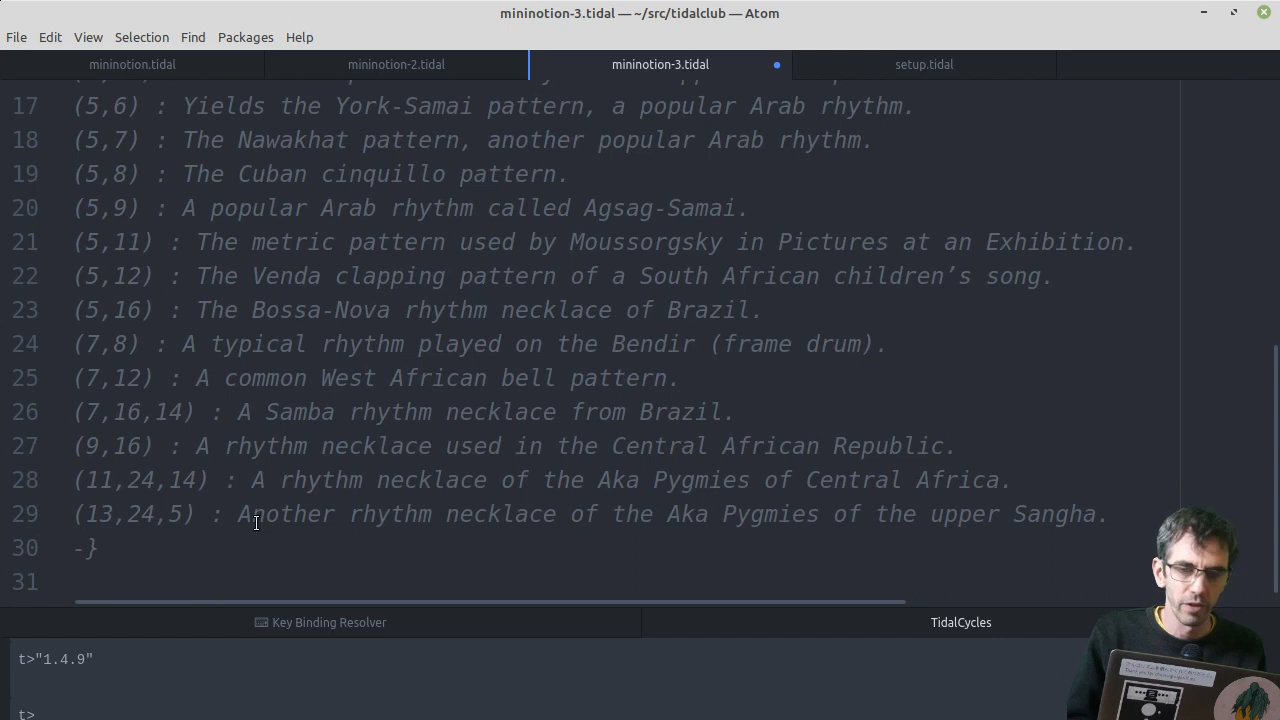 mininotion-3.tidal — ~/src/tidalclub — Atom
File Edit View Selection Find Packages Help
mininotion.tidal mininotion-2.tidal mininotion-3.tidal setup.tidal
17 (5,6) : Yields the York-Samai pattern, a popular Arab rhythm.
18 (5,7) : The Nawakhat pattern, another popular Arab rhythm.
19 (5,8) : The Cuban cinquillo pattern.
20 (5,9) : A popular Arab rhythm called Agsag-Samai.
21 (5,11) : The metric pattern used by Moussorgsky in Pictures at an Exhibition.
22 (5,12) : The Venda clapping pattern of a South African children’s song.
23 (5,16) : The Bossa-Nova rhythm necklace of Brazil.
24 (7,8) : A typical rhythm played on the Bendir (frame drum).
25 (7,12) : A common West African bell pattern.
26 (7,16,14) : A Samba rhythm necklace from Brazil.
27 (9,16) : A rhythm necklace used in the Central African Republic.
28 (11,24,14) : A rhythm necklace of the Aka Pygmies of Central Africa.
29 (13,24,5) : Another rhythm necklace of the Aka Pygmies of the upper Sangha.
30 -}
31
Key Binding Resolver TidalCycles
t>"1.4.9"
t>